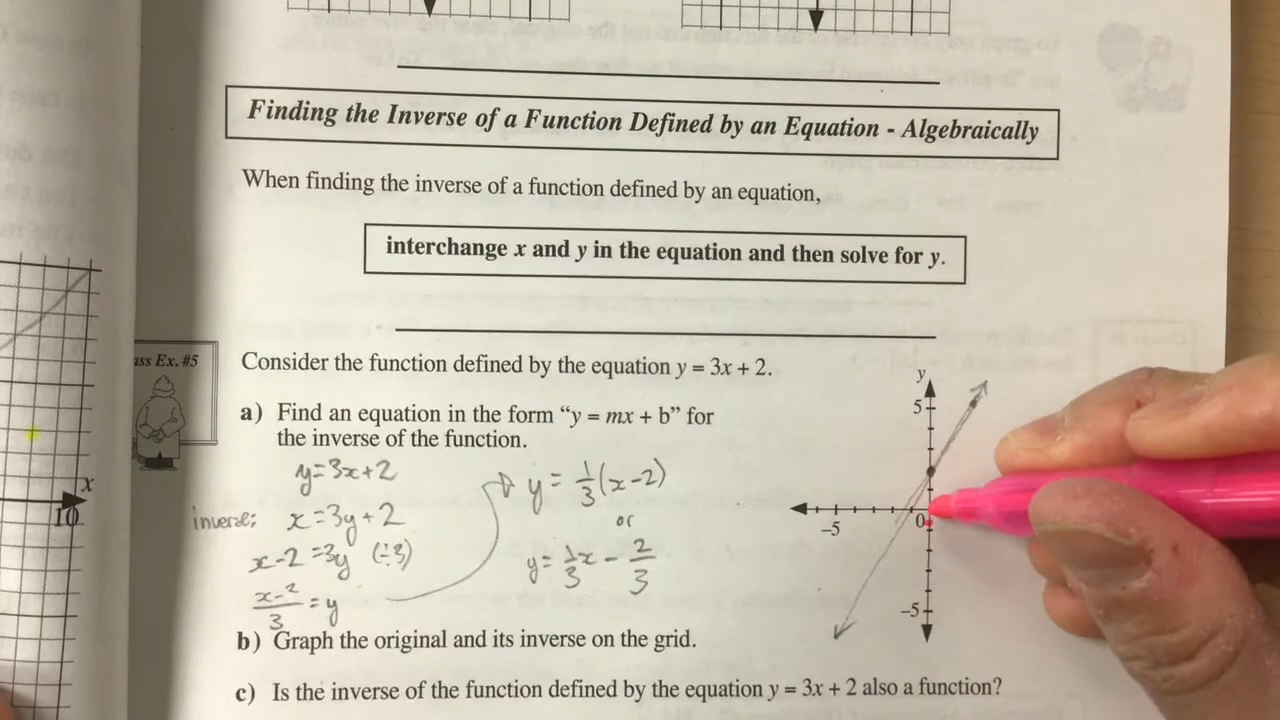 Finding the Inverse of a Function Defined by an Equation - Algebraically
When finding the inverse of a function defined by an equation,
interchange x and y in the equation and then solve for y.
ass Ex. #5
Consider the function defined by the equation y = 3x + 2.
a) Find an equation in the form “y = mx + b” for
the inverse of the function.
y=3x+2
inverse: x=3y+2
x-2=3y (÷3)
x-2/3 = y
y = 1/3(x-2)
or
y = 1/3x - 2/3
y
5
-5
0
-5
x
10
b) Graph the original and its inverse on the grid.
c) Is the inverse of the function defined by the equation y = 3x + 2 also a function?